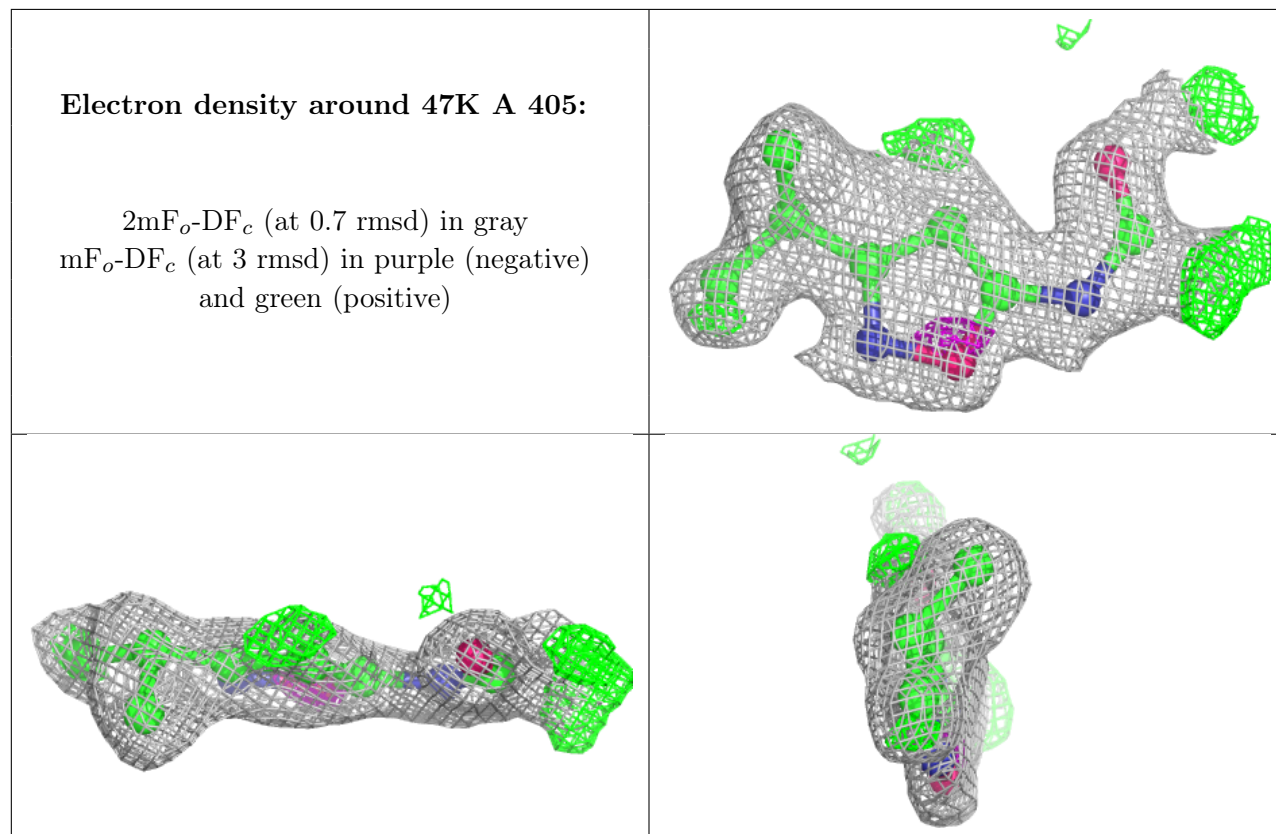 Electron density around 47K A 405:
2mFo-DFc (at 0.7 rmsd) in gray
mFo-DFc (at 3 rmsd) in purple (negative)
and green (positive)